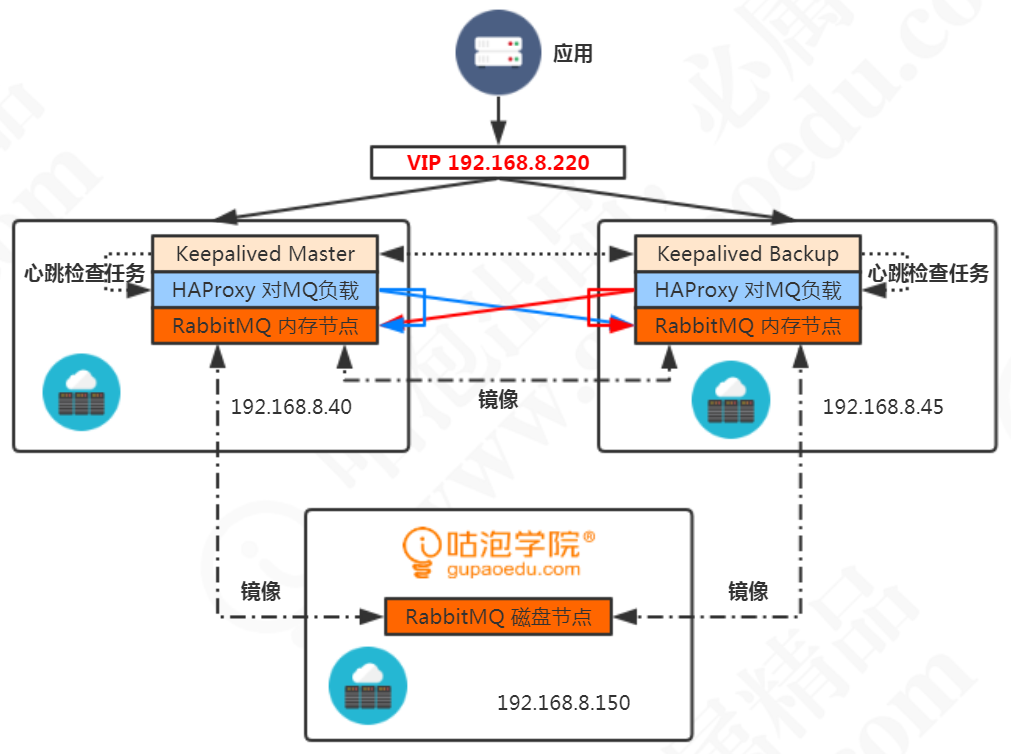 应用
VIP 192.168.8.220
心跳检查任务
Keepalived Master
HAProxy 对MQ负载
RabbitMQ 内存节点
192.168.8.40
Keepalived Backup
HAProxy 对MQ负载
RabbitMQ 内存节点
心跳检查任务
192.168.8.45
镜像
咕泡学院®
gupaoedu.com
镜像
镜像
RabbitMQ 磁盘节点
192.168.8.150